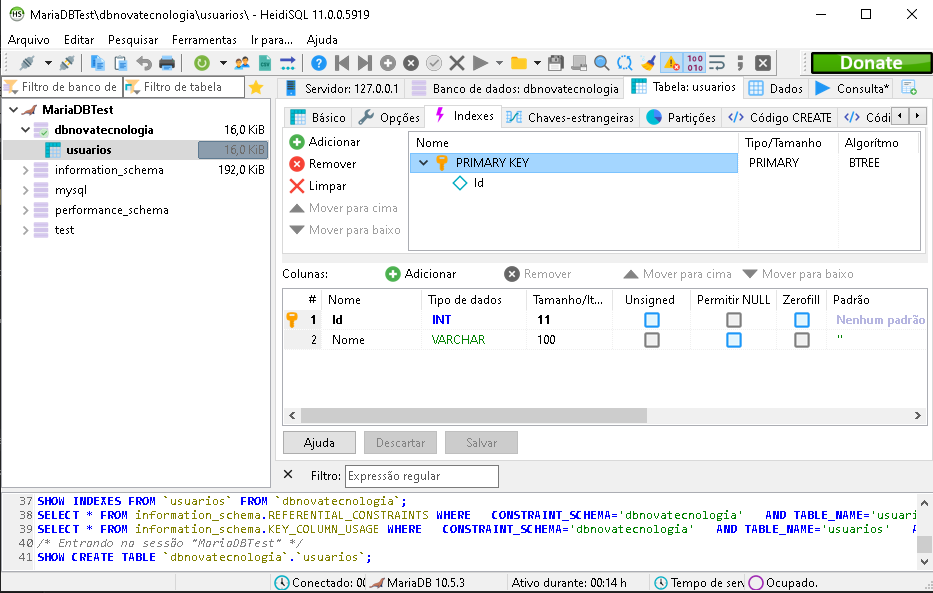 MariaDBTest\dbnovatecnologia\usuarios\ - HeidiSQL 11.0.0.5919
Arquivo Editar Pesquisar Ferramentas Ir para... Ajuda
Donate
Filtro de banco de Filtro de tabela
Servidor: 127.0.0.1 Banco de dados: dbnovatecnologia Tabela: usuarios Dados Consulta*
MariaDBTest
dbnovatecnologia 16,0 KiB
usuarios 16,0 KiB
information_schema 192,0 KiB
mysql
performance_schema
test
Básico Opções Indexes Chaves-estrangeiras Partições Código CREATE Códi
Adicionar
Remover
Limpar
Mover para cima
Mover para baixo
Nome Tipo/Tamanho Algorítmo
PRIMARY KEY PRIMARY BTREE
Id
Colunas: Adicionar Remover Mover para cima Mover para baixo
# Nome Tipo de dados Tamanho/It... Unsigned Permitir NULL Zerofill Padrão
1 Id INT 11 Nenhum padrão
2 Nome VARCHAR 100 ''
Ajuda Descartar Salvar
Filtro: Expressão regular
37 SHOW INDEXES FROM `usuarios` FROM `dbnovatecnologia`;
38 SELECT * FROM information_schema.REFERENTIAL_CONSTRAINTS WHERE CONSTRAINT_SCHEMA='dbnovatecnologia' AND TABLE_NAME='usuari
39 SELECT * FROM information_schema.KEY_COLUMN_USAGE WHERE CONSTRAINT_SCHEMA='dbnovatecnologia' AND TABLE_NAME='usuarios'
40 /* Entrando na sessão "MariaDBTest" */
41 SHOW CREATE TABLE `dbnovatecnologia`.`usuarios`;
Conectado: 00 MariaDB 10.5.3 Ativo durante: 00:14 h Tempo de ser Ocupado.